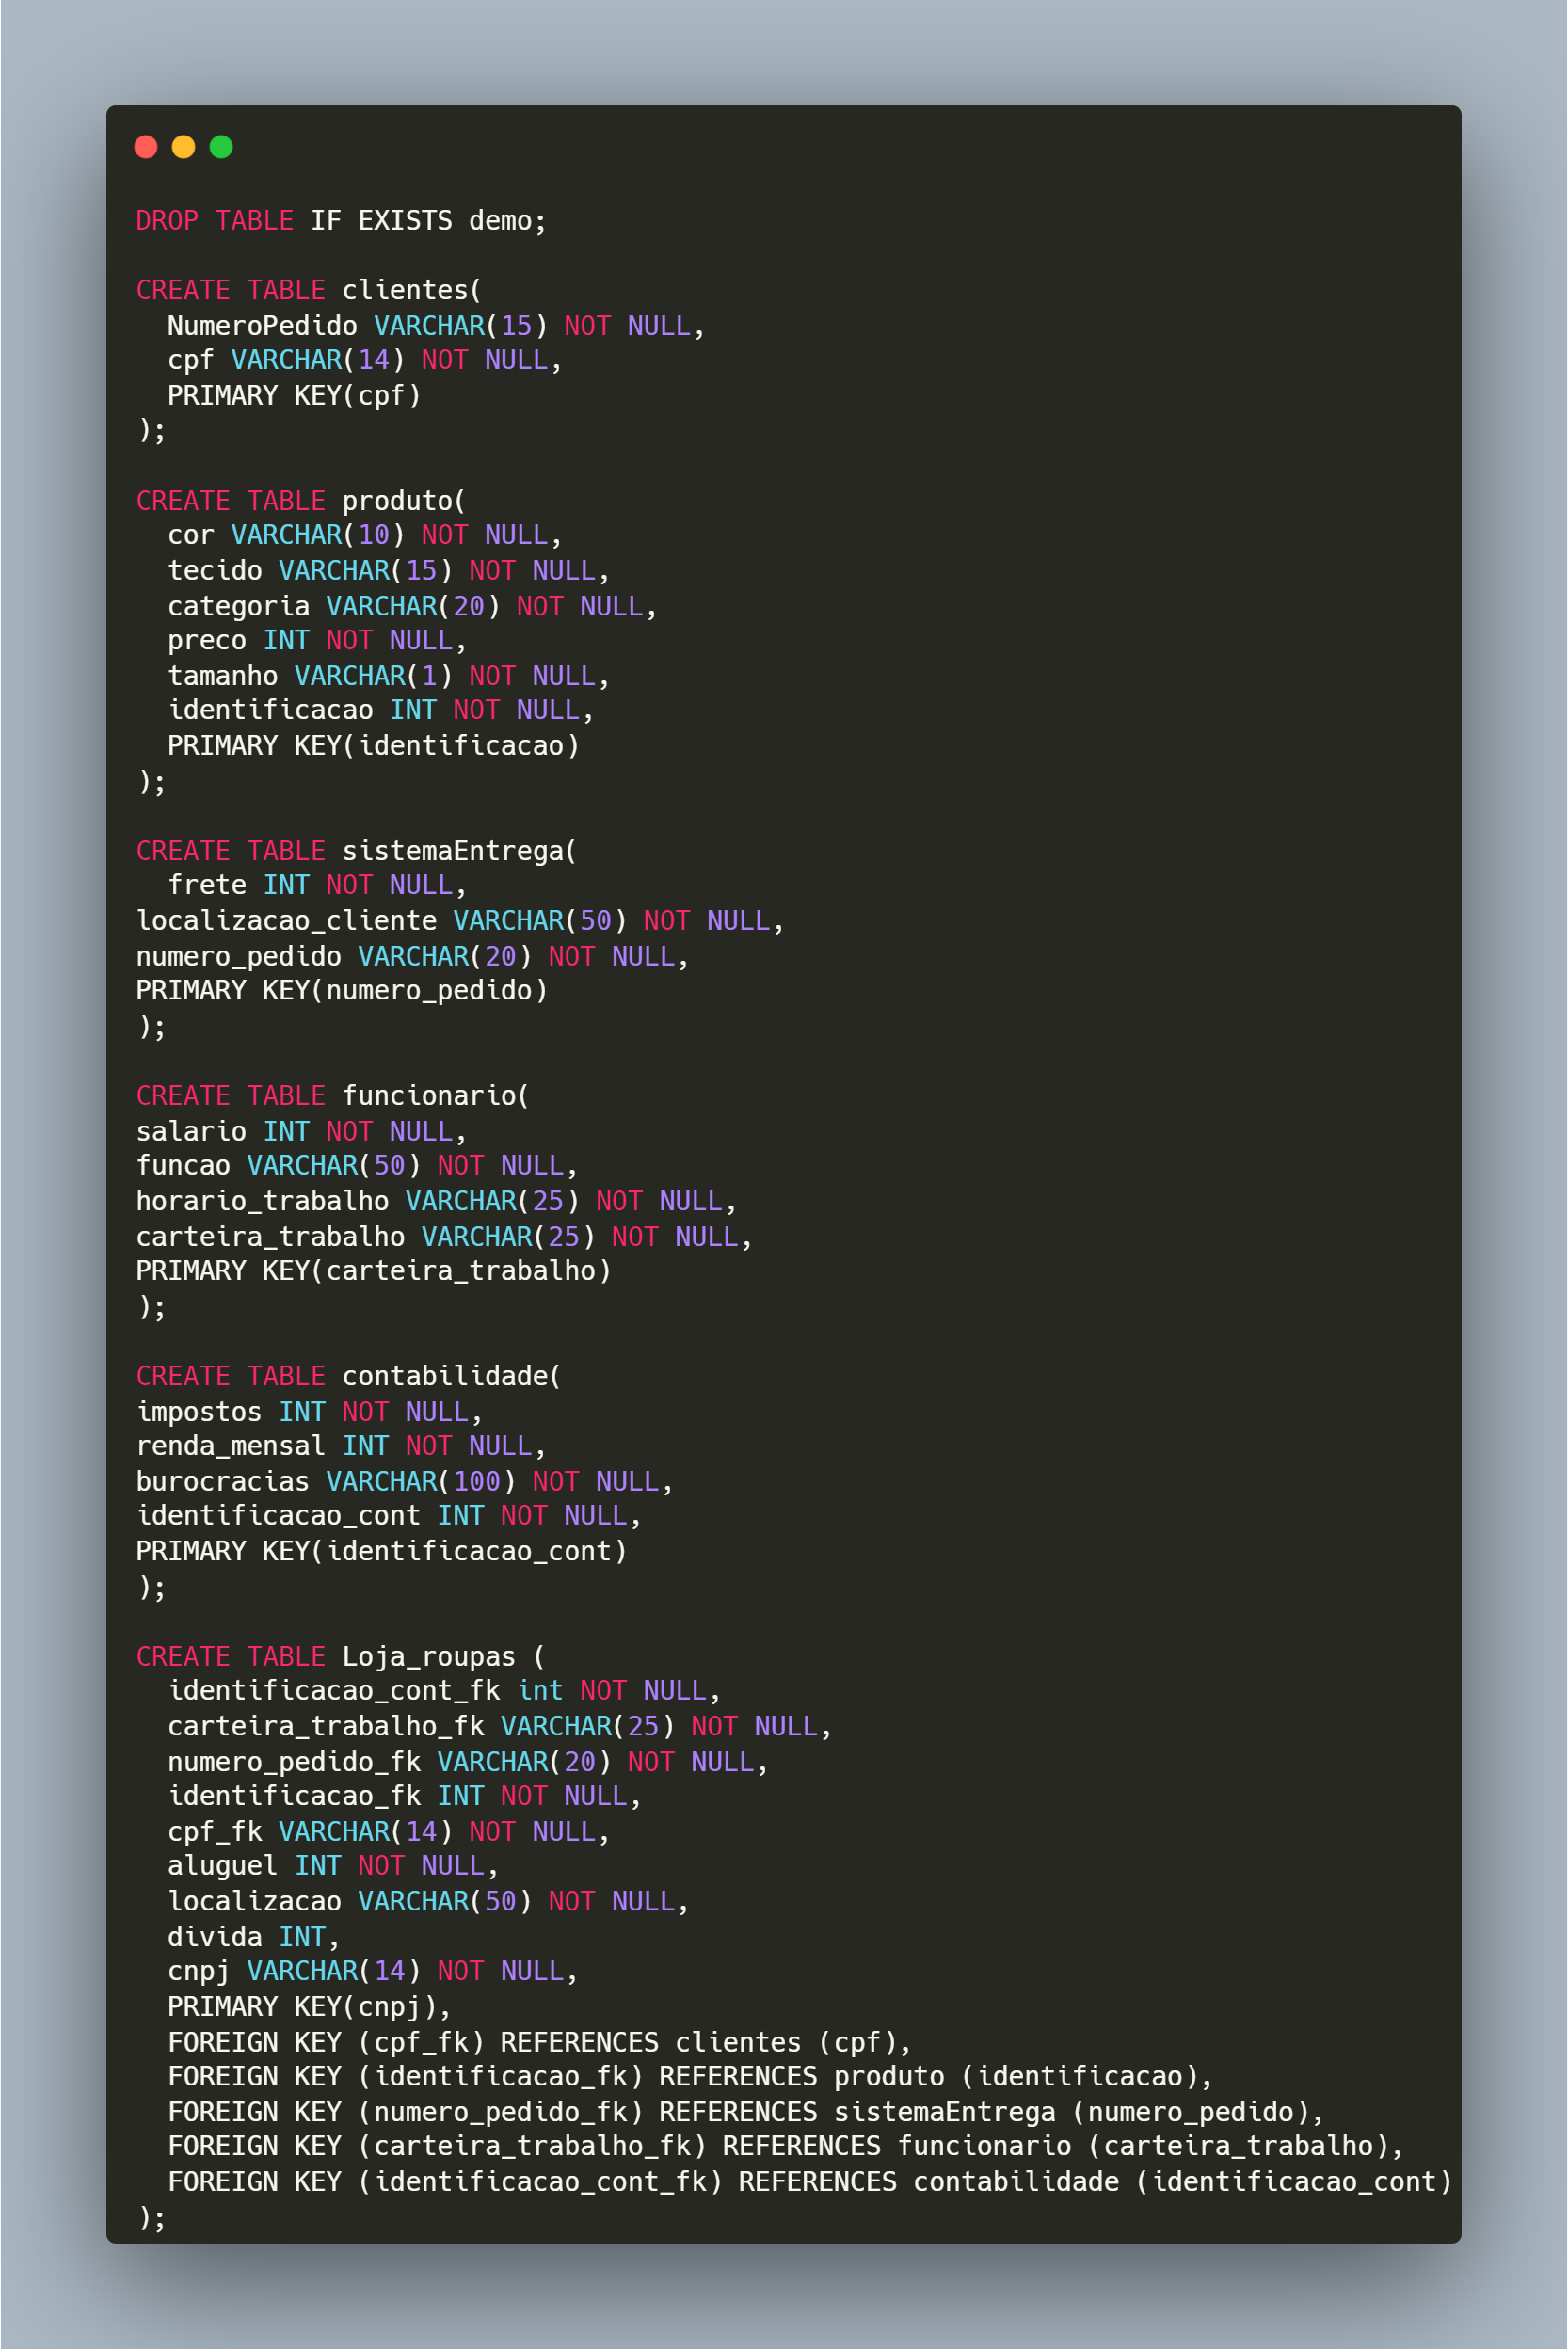 DROP TABLE IF EXISTS demo;
CREATE TABLE clientes(
  NumeroPedido VARCHAR(15) NOT NULL,
  cpf VARCHAR(14) NOT NULL,
  PRIMARY KEY(cpf)
);
CREATE TABLE produto(
  cor VARCHAR(10) NOT NULL,
  tecido VARCHAR(15) NOT NULL,
  categoria VARCHAR(20) NOT NULL,
  preco INT NOT NULL,
  tamanho VARCHAR(1) NOT NULL,
  identificacao INT NOT NULL,
  PRIMARY KEY(identificacao)
);
CREATE TABLE sistemaEntrega(
  frete INT NOT NULL,
localizacao_cliente VARCHAR(50) NOT NULL,
numero_pedido VARCHAR(20) NOT NULL,
PRIMARY KEY(numero_pedido)
);
CREATE TABLE funcionario(
salario INT NOT NULL,
funcao VARCHAR(50) NOT NULL,
horario_trabalho VARCHAR(25) NOT NULL,
carteira_trabalho VARCHAR(25) NOT NULL,
PRIMARY KEY(carteira_trabalho)
);
CREATE TABLE contabilidade(
impostos INT NOT NULL,
renda_mensal INT NOT NULL,
burocracias VARCHAR(100) NOT NULL,
identificacao_cont INT NOT NULL,
PRIMARY KEY(identificacao_cont)
);
CREATE TABLE Loja_roupas (
  identificacao_cont_fk int NOT NULL,
  carteira_trabalho_fk VARCHAR(25) NOT NULL,
  numero_pedido_fk VARCHAR(20) NOT NULL,
  identificacao_fk INT NOT NULL,
  cpf_fk VARCHAR(14) NOT NULL,
  aluguel INT NOT NULL,
  localizacao VARCHAR(50) NOT NULL,
  divida INT,
  cnpj VARCHAR(14) NOT NULL,
  PRIMARY KEY(cnpj),
  FOREIGN KEY (cpf_fk) REFERENCES clientes (cpf),
  FOREIGN KEY (identificacao_fk) REFERENCES produto (identificacao),
  FOREIGN KEY (numero_pedido_fk) REFERENCES sistemaEntrega (numero_pedido),
  FOREIGN KEY (carteira_trabalho_fk) REFERENCES funcionario (carteira_trabalho),
  FOREIGN KEY (identificacao_cont_fk) REFERENCES contabilidade (identificacao_cont)
);